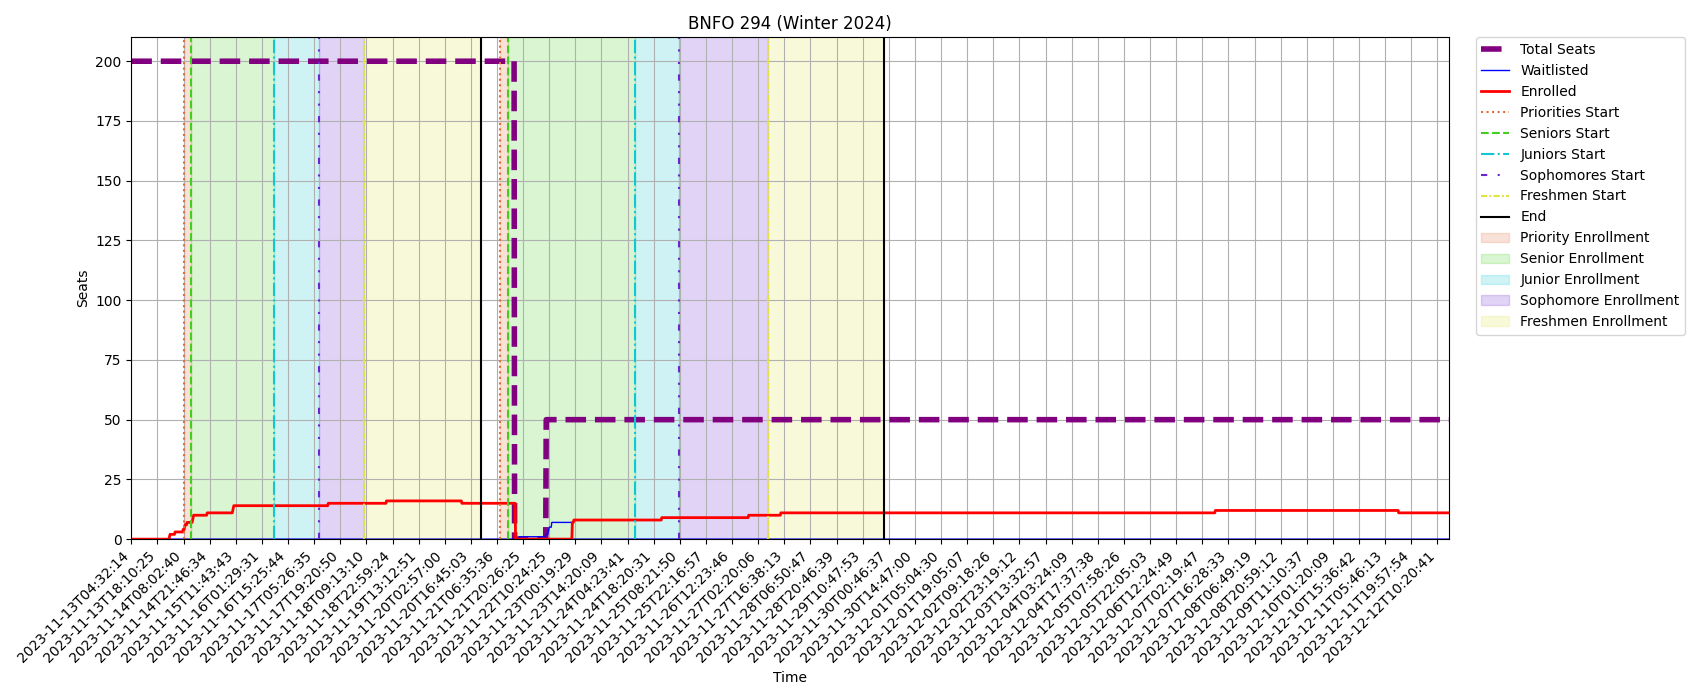 BNFO 294 (Winter 2024)
Seats
200
175
150
125
100
75
50
25
0
Total Seats
Waitlisted
Enrolled
Priorities Start
Seniors Start
Juniors Start
Sophomores Start
Freshmen Start
End
Priority Enrollment
Senior Enrollment
Junior Enrollment
Sophomore Enrollment
Freshmen Enrollment
2023-11-13T04:32:14
2023-11-13T18:10:25
2023-11-14T08:02:40
2023-11-14T21:46:34
2023-11-15T11:43:43
2023-11-16T01:29:31
2023-11-16T15:25:44
2023-11-17T05:26:35
2023-11-17T19:20:50
2023-11-18T09:13:10
2023-11-18T22:59:24
2023-11-19T13:12:51
2023-11-20T02:57:00
2023-11-20T16:45:03
2023-11-21T06:35:36
2023-11-21T20:26:25
2023-11-22T10:24:25
2023-11-23T00:19:29
2023-11-23T14:20:09
2023-11-24T04:23:41
2023-11-24T18:20:31
2023-11-25T08:21:50
2023-11-25T22:16:57
2023-11-26T12:23:46
2023-11-27T02:20:06
2023-11-27T16:38:13
2023-11-28T06:50:47
2023-11-28T20:46:39
2023-11-29T10:47:53
2023-11-30T00:46:37
2023-11-30T14:47:00
2023-12-01T05:04:30
2023-12-01T19:05:07
2023-12-02T09:18:26
2023-12-02T23:19:12
2023-12-03T13:32:57
2023-12-04T03:24:09
2023-12-04T17:37:38
2023-12-05T07:58:26
2023-12-05T22:05:03
2023-12-06T12:24:49
2023-12-07T02:19:47
2023-12-07T16:28:33
2023-12-08T06:49:19
2023-12-08T20:59:12
2023-12-09T11:10:37
2023-12-10T01:20:09
2023-12-10T15:36:42
2023-12-11T05:46:13
2023-12-11T19:57:54
2023-12-12T10:20:41
Time